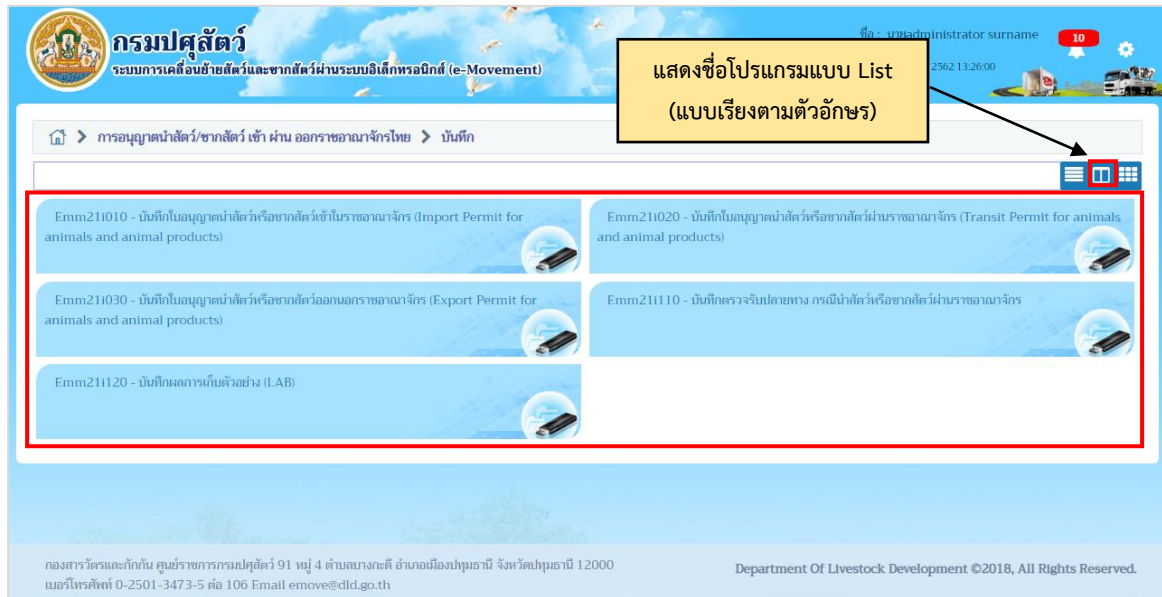 กรมปศุสัตว์
ระบบการเคลื่อนย้ายสัตว์และซากสัตว์ผ่านระบบอิเล็กทรอนิกส์ (e-Movement)
ชื่อ : นายadministrator surname
10
2562 13:26:00
แสดงชื่อโปรแกรมแบบ List
(แบบเรียงตามตัวอักษร)
การอนุญาตนำสัตว์/ซากสัตว์ เข้า ผ่าน ออกราชอาณาจักรไทย > บันทึก
Emm21i010 - บันทึกใบอนุญาตนำสัตว์หรือซากสัตว์เข้าในราชอาณาจักร (Import Permit for
animals and animal products)
Emm21i020 - บันทึกใบอนุญาตนำสัตว์หรือซากสัตว์ผ่านราชอาณาจักร (Transit Permit for animals
and animal products)
Emm21i030 - บันทึกใบอนุญาตนำสัตว์หรือซากสัตว์ออกนอกราชอาณาจักร (Export Permit for
animals and animal products)
Emm21i110 - บันทึกตรวจรับปลายทาง กรณีนำสัตว์หรือซากสัตว์ผ่านราชอาณาจักร
Emm21i120 - บันทึกผลการเก็บตัวอย่าง (LAB)
กองสารวัตรและกักกัน ศูนย์ราชการกรมปศุสัตว์ 91 หมู่ 4 ตำบลบางกะดี อำเภอเมืองปทุมธานี จังหวัดปทุมธานี 12000
เบอร์โทรศัพท์ 0-2501-3473-5 ต่อ 106 Email emove@dld.go.th
Department Of Livestock Development ©2018, All Rights Reserved.